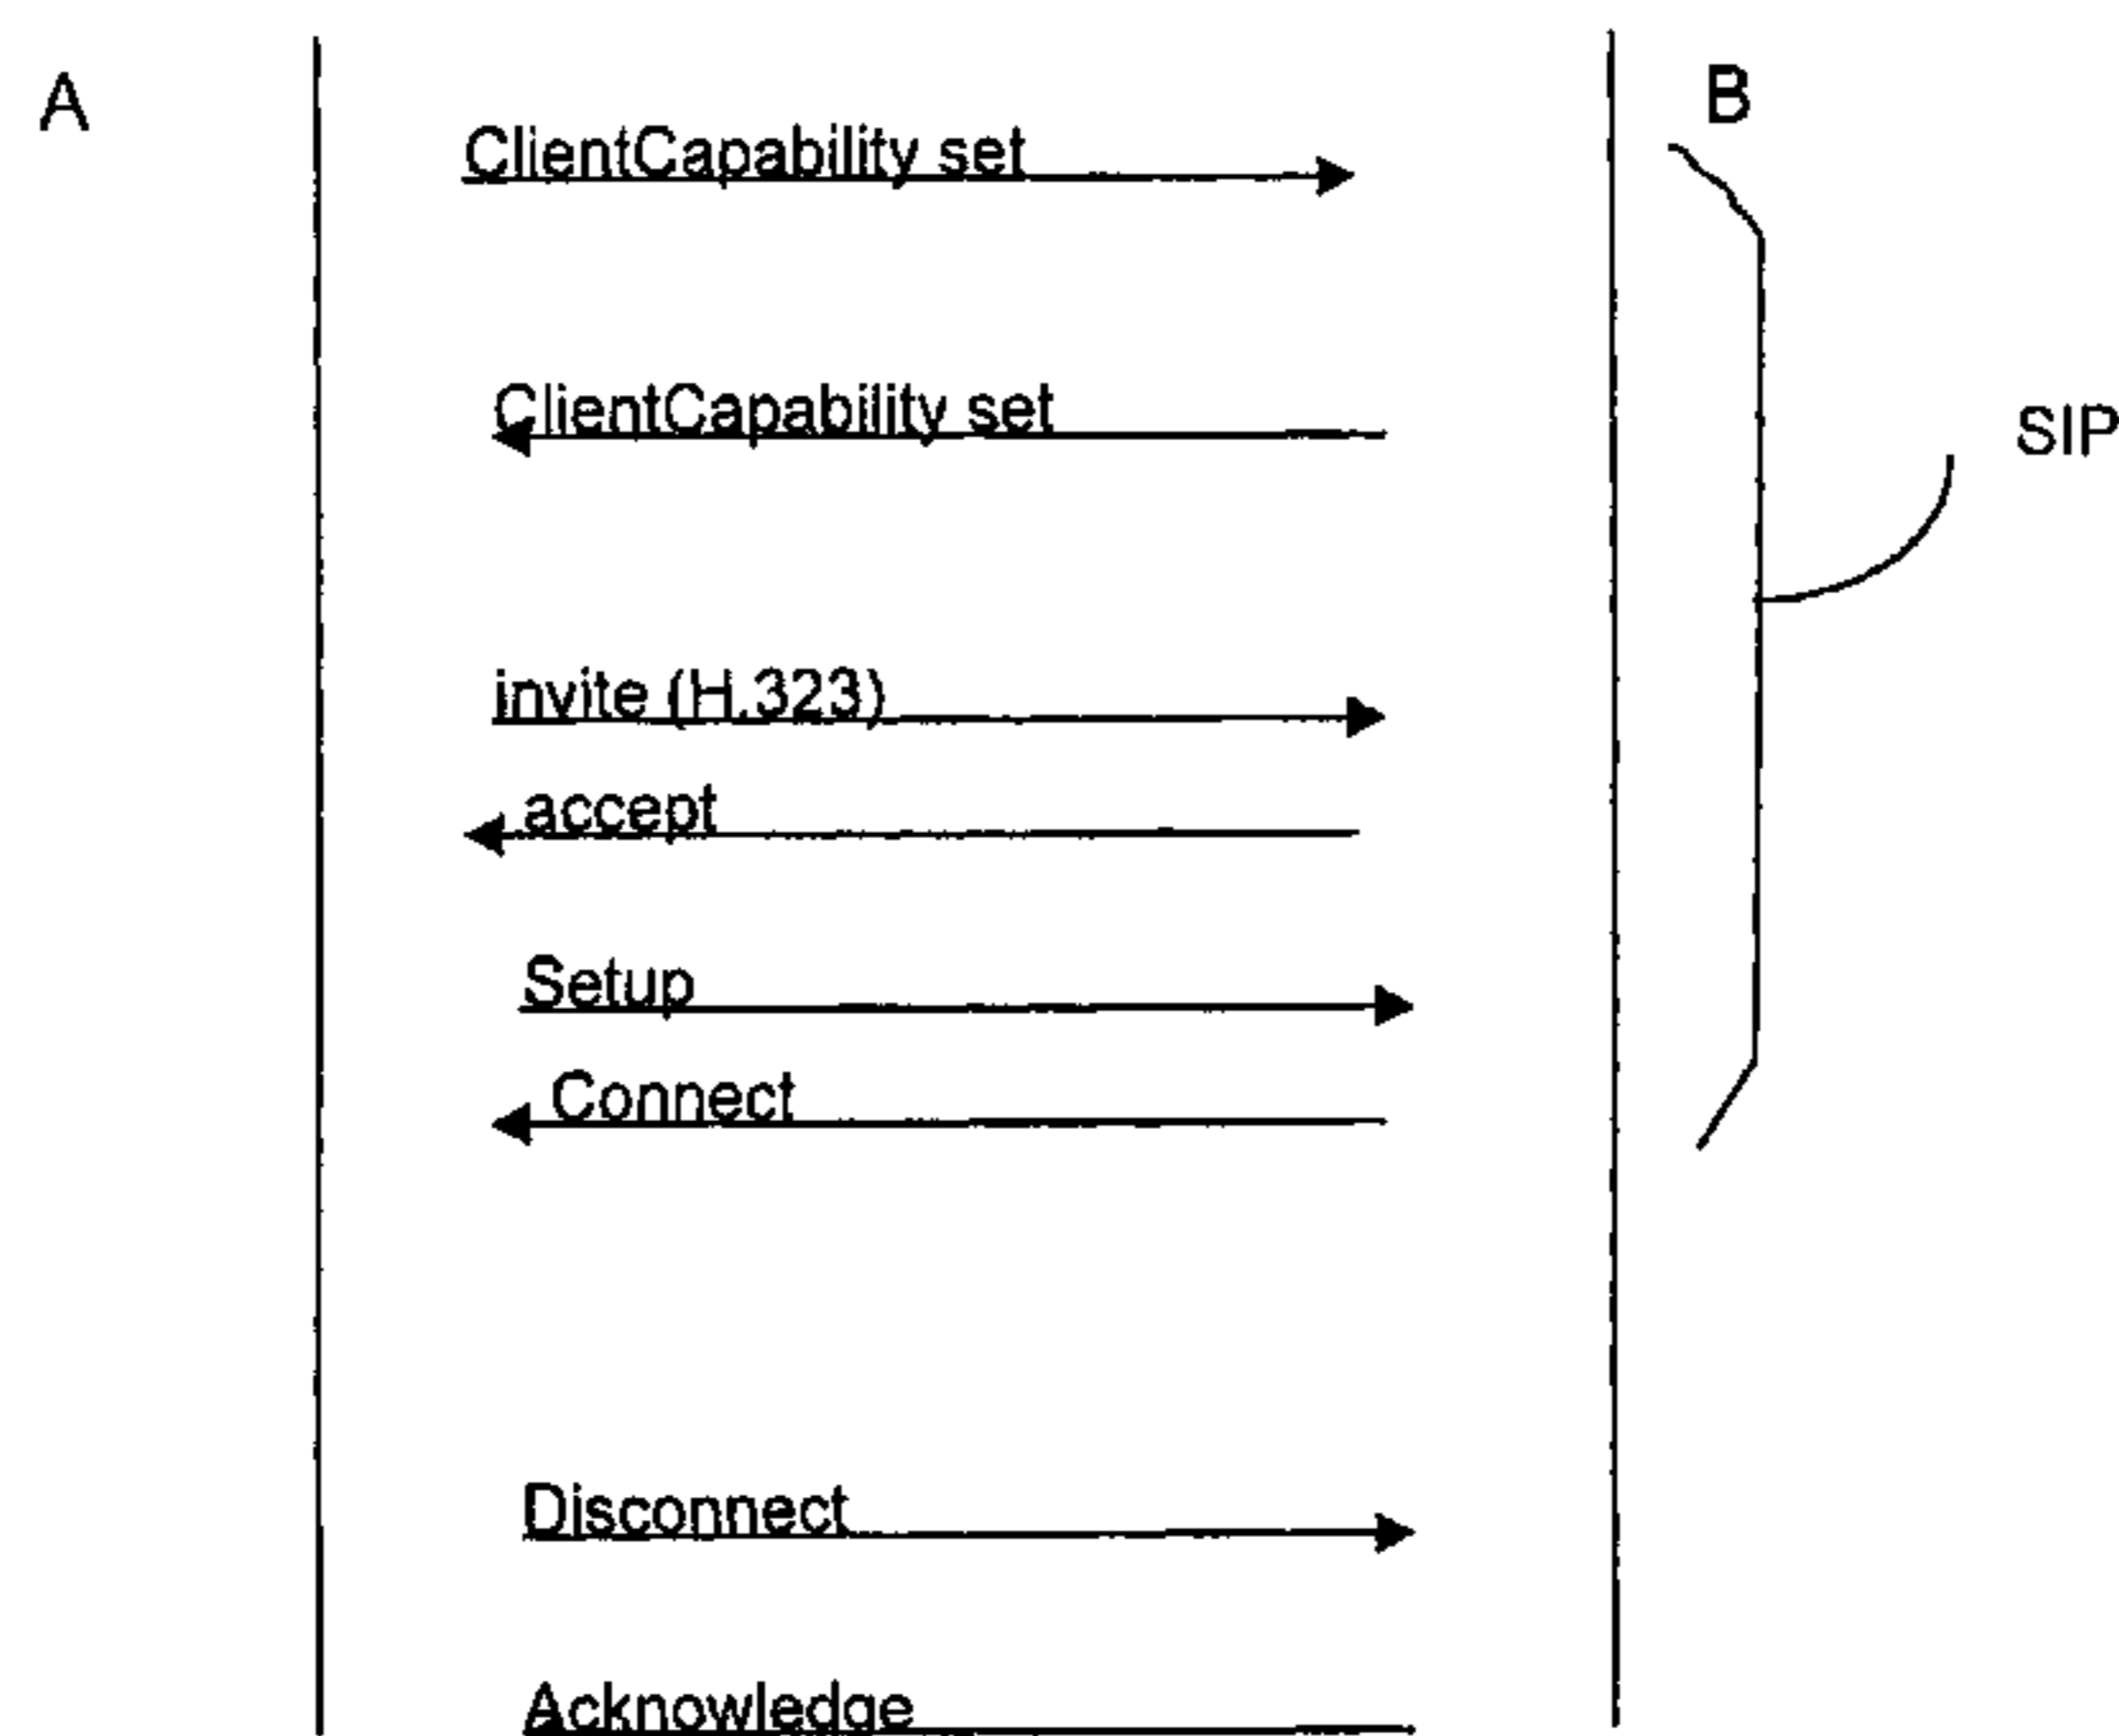 A
B
ClientCapability set
ClientCapability set
SIP
invite (H.323)
accept
Setup
Connect
Disconnect
Acknowledge